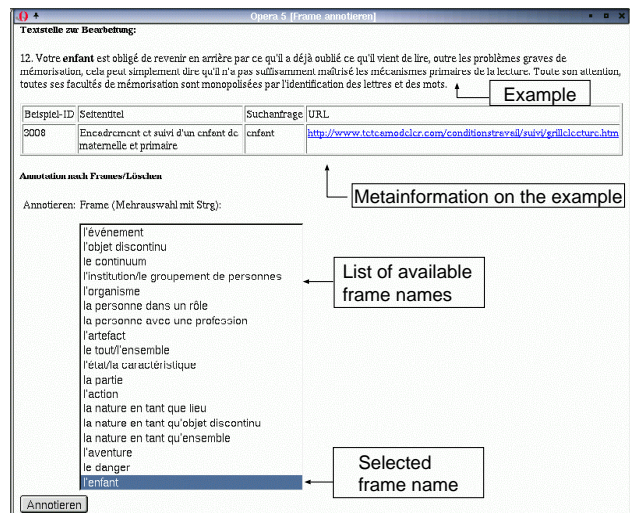 Opera 5 [Frame annotieren]
Textstelle zur Bearbeitung:
12. Votre enfant est obligé de revenir en arrière par ce qu'il a déjà oublié ce qu'il vient de lire, outre les problèmes graves de
mémorisation, cela peut simplement dire qu'il n'a pas suffisamment maîtrisé les mécanismes primaires de la lecture. Toute son attention,
toutes ses facultés de mémorisation sont monopolisées par l'identification des lettres et des mots.
Example
Beispiel-ID Seitentitel Suchanfrage URL
3008 Encadrement et suivi d'un enfant de enfant http://www.teteamodeler.com/conditionstravail/suivi/grillelecture.htm
maternelle et primaire
Metainformation on the example
Annotation nach Frames/Löschen
Annotieren: Frame (Mehrauswahl mit Strg):
l'événement
l'objet discontinu
le continuum
l'institution/le groupement de personnes
l'organisme
la personne dans un rôle
la personne avec une profession
l'artefact
le tout/l'ensemble
l'état/la caractéristique
la partie
l'action
la nature en tant que lieu
la nature en tant qu'objet discontinu
la nature en tant qu'ensemble
l'aventure
le danger
l'enfant
List of available
frame names
Selected
frame name
Annotieren